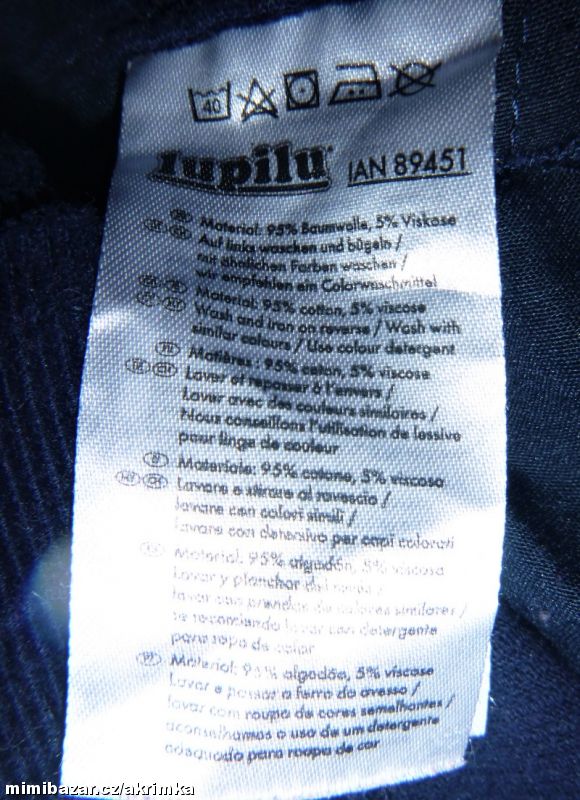 40
lupilu IAN 89451
Material: 95% Baumwolle, 5% Viskose
Auf links waschen und bügeln /
mit ähnlichen Farben waschen /
wir empfehlen ein Colorwaschmittel
Material: 95% cotton, 5% viscose
Wash and iron on reverse / Wash with
similar colours / Use colour detergent
Matières: 95% coton, 5% viscose
Laver et repasser à l'envers /
Laver avec des couleurs similaires /
Nous conseillons l'utilisation de lessive
pour linge de couleur
Materiale: 95% cotone, 5% viscosa
Lavare e stirare al rovescio /
lavare con colori simili /
Lavare con detersivo per capi colorati
Material: 95% algodón, 5% viscosa
Lavar y planchar del revés /
lavar con prendas de colores similares /
se recomienda lavar con detergente
para ropa de color
Material: 95% algodão, 5% viscose
Lavar e passar a ferro do avesso /
lavar com roupa de cores semelhantes /
aconselhamos o uso de um detergente
adequado para roupa de cor
mimibazar.cz/akrimka